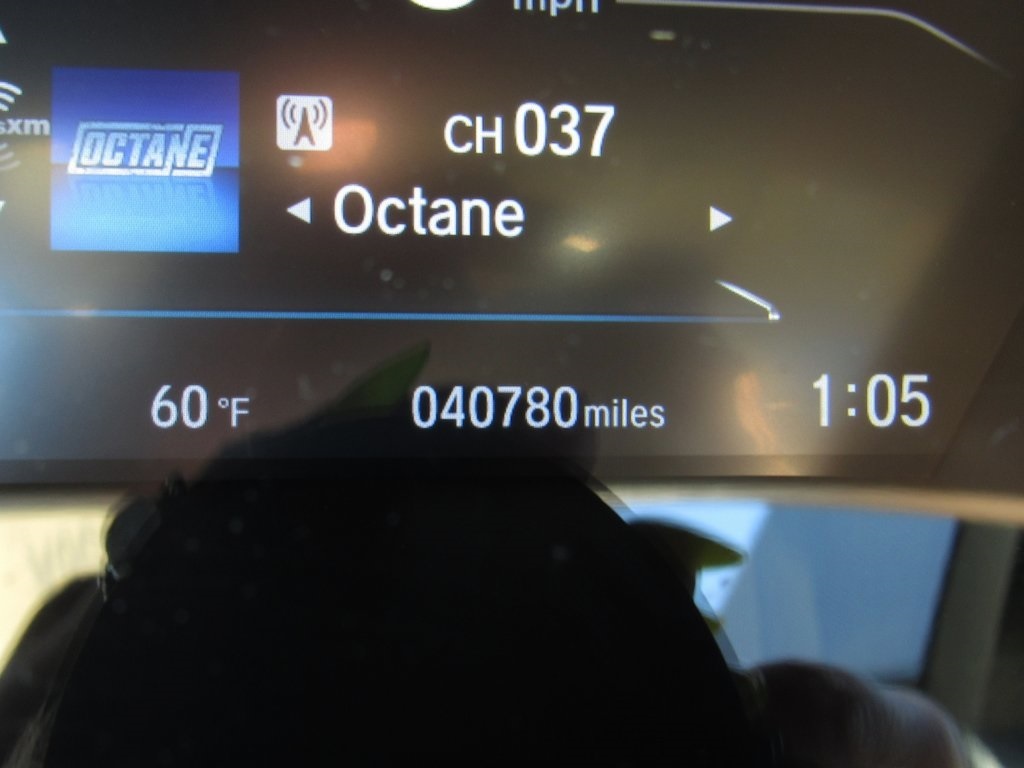 mph
sxm
OCTANE
CH 037
Octane
60 °F 040780 miles 1:05